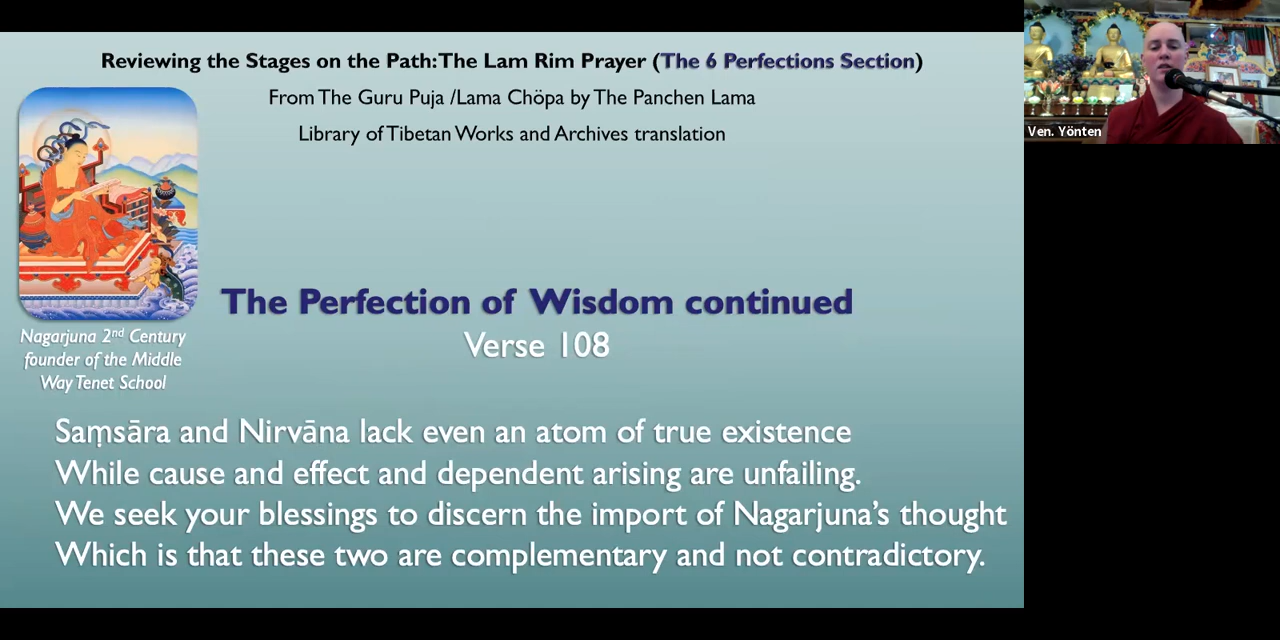 Reviewing the Stages on the Path:The Lam Rim Prayer (The 6 Perfections Section)
From The Guru Puja /Lama Chöpa by The Panchen Lama
Library of Tibetan Works and Archives translation
Ven. Yönten
The Perfection of Wisdom continued
Verse 108
Nagarjuna 2nd Century
founder of the Middle
Way Tenet School
Saṃsāra and Nirvāna lack even an atom of true existence
While cause and effect and dependent arising are unfailing.
We seek your blessings to discern the import of Nagarjuna's thought
Which is that these two are complementary and not contradictory.